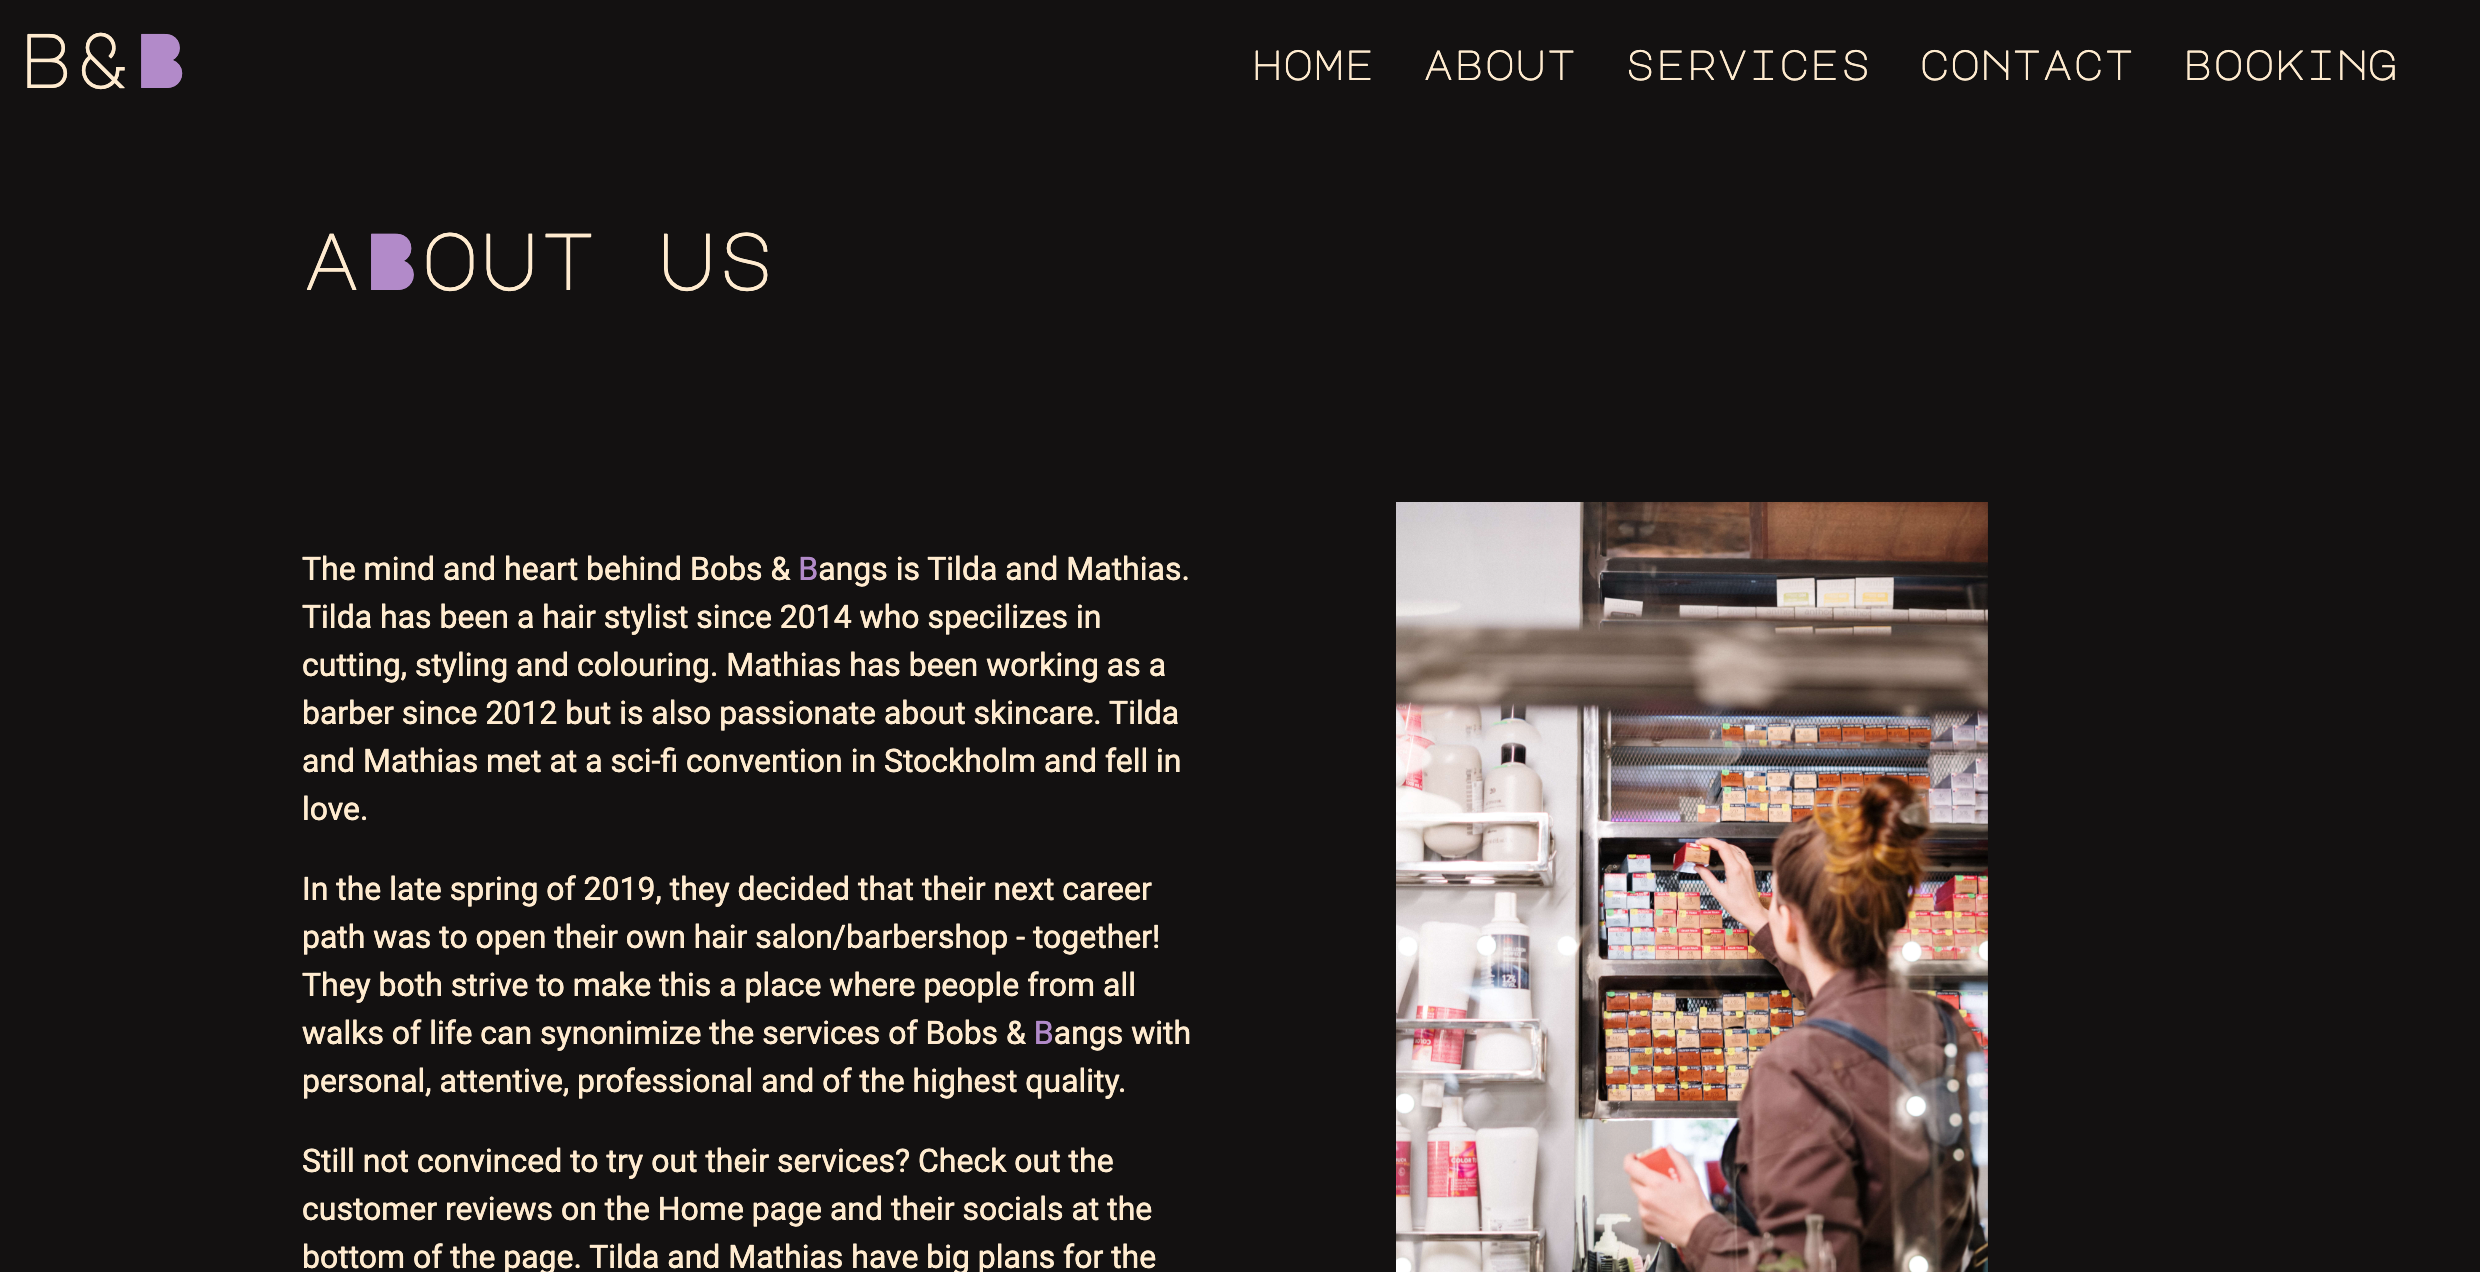 B&B
HOME ABOUT SERVICES CONTACT BOOKING
ABOUT US
The mind and heart behind Bobs & Bangs is Tilda and Mathias.
Tilda has been a hair stylist since 2014 who specilizes in
cutting, styling and colouring. Mathias has been working as a
barber since 2012 but is also passionate about skincare. Tilda
and Mathias met at a sci-fi convention in Stockholm and fell in
love.
In the late spring of 2019, they decided that their next career
path was to open their own hair salon/barbershop - together!
They both strive to make this a place where people from all
walks of life can synonimize the services of Bobs & Bangs with
personal, attentive, professional and of the highest quality.
Still not convinced to try out their services? Check out the
customer reviews on the Home page and their socials at the
bottom of the page. Tilda and Mathias have big plans for the